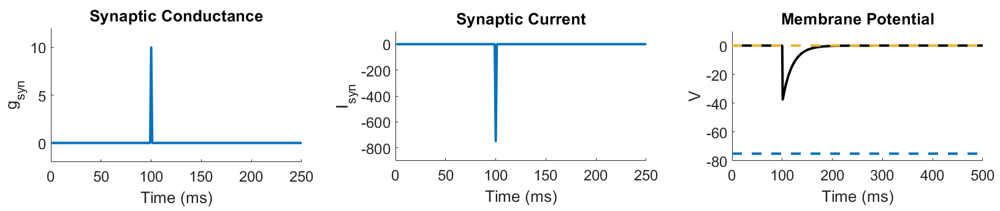 Synaptic Conductance
10
5
0
g_syn
0 50 100 150 200 250
Time (ms)
Synaptic Current
0
-200
-400
-600
-800
I_syn
0 50 100 150 200 250
Time (ms)
Membrane Potential
0
-20
-40
-60
-80
V
0 100 200 300 400 500
Time (ms)